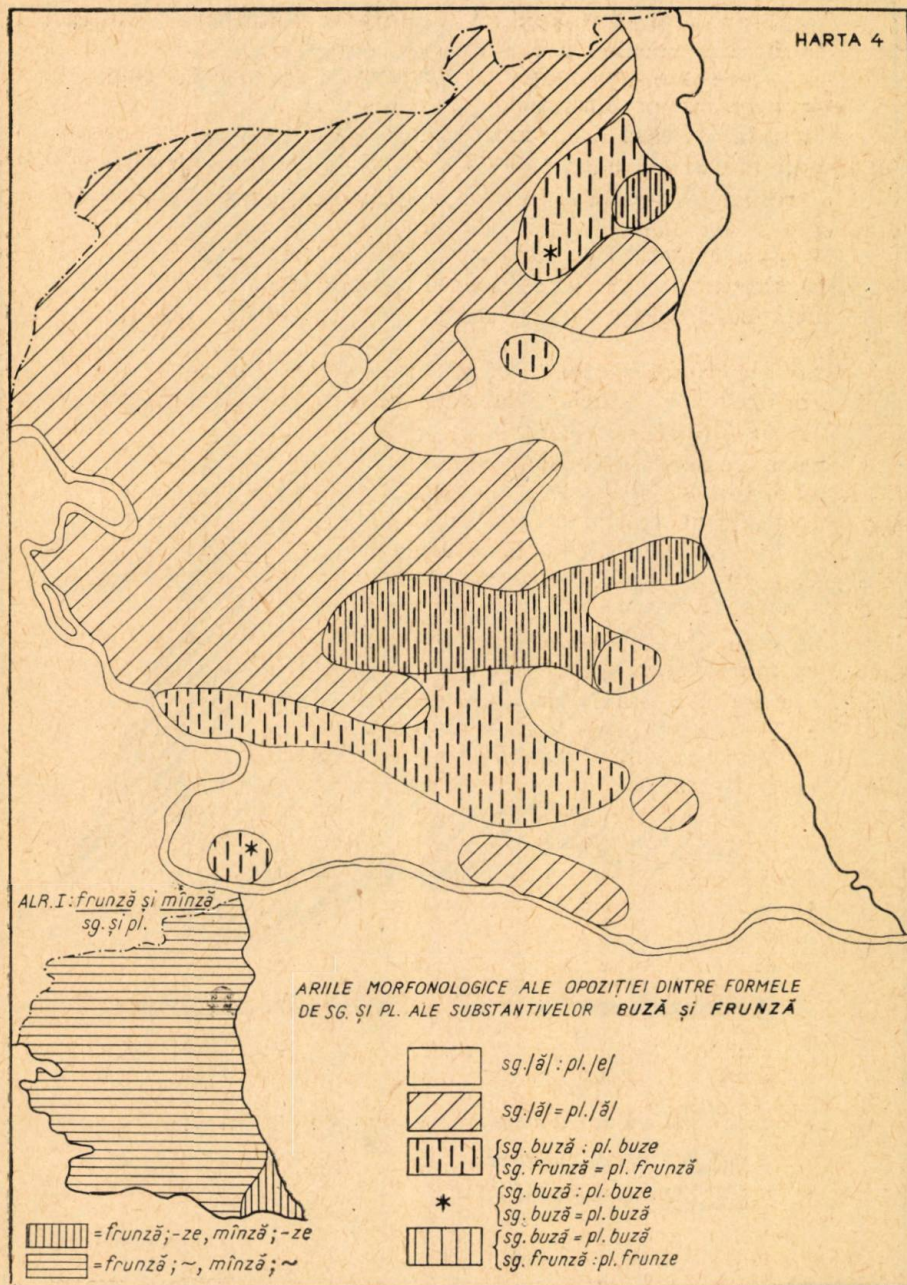 HARTA 4
ALR.I: frunză și mînză
sg. și pl.
ARIILE MORFONOLOGICE ALE OPOZIȚIEI DINTRE FORMELE
DE SG. ȘI PL. ALE SUBSTANTIVELOR BUZĂ și FRUNZĂ
sg./ă/ : pl./e/
sg./ă/ = pl./ă/
{sg. buză : pl. buze
sg. frunză = pl. frunză
* {sg. buză : pl. buze
sg. buză = pl. buză
{sg. buză = pl. buză
sg. frunză : pl. frunze
= frunză; -ze, mînză; -ze
= frunză; ~, mînză; ~